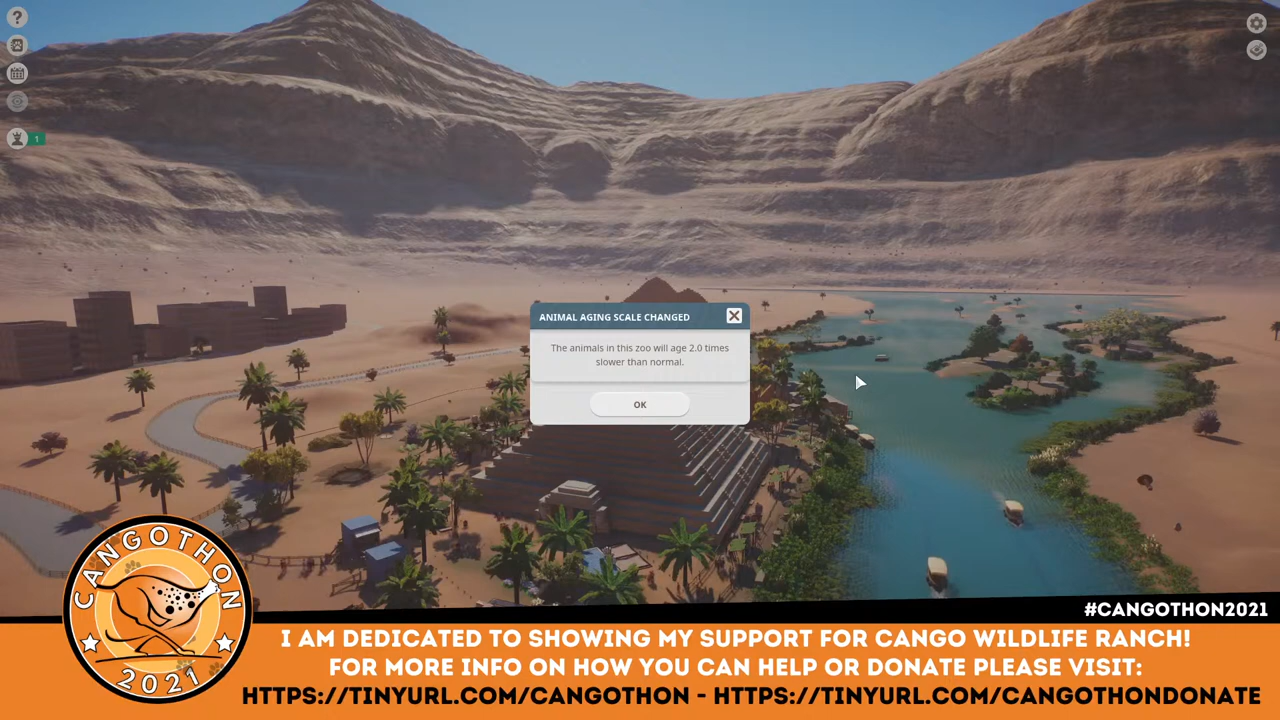 ?
1
ANIMAL AGING SCALE CHANGED
The animals in this zoo will age 2.0 times
slower than normal.
OK
CANGOTHON
2021
#CANGOTHON2021
I AM DEDICATED TO SHOWING MY SUPPORT FOR CANGO WILDLIFE RANCH!
FOR MORE INFO ON HOW YOU CAN HELP OR DONATE PLEASE VISIT:
HTTPS://TINYURL.COM/CANGOTHON - HTTPS://TINYURL.COM/CANGOTHONDONATE